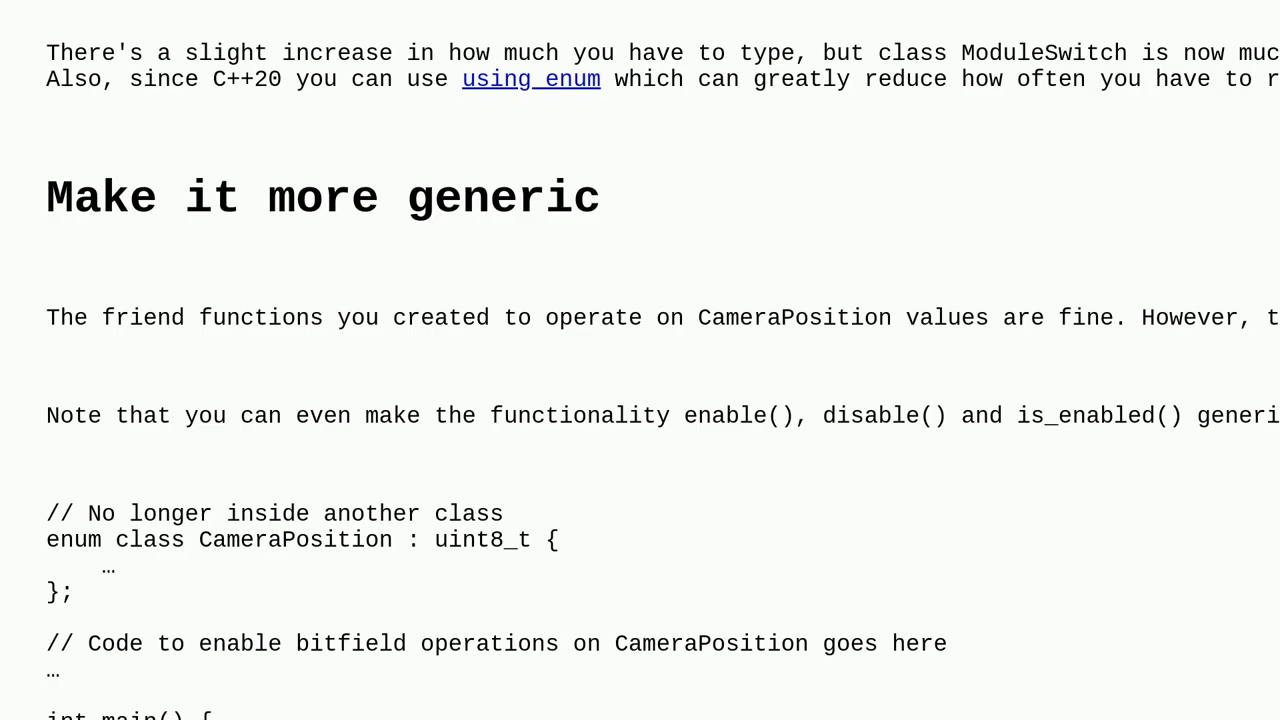 There's a slight increase in how much you have to type, but class ModuleSwitch is now
Also, since C++20 you can use using enum which can greatly reduce how often you have to
Make it more generic
The friend functions you created to operate on CameraPosition values are fine. However,
Note that you can even make the functionality enable(), disable() and is_enabled()
// No longer inside another class
enum class CameraPosition : uint8_t {
    …
};
// Code to enable bitfield operations on CameraPosition goes here
…
int main() {